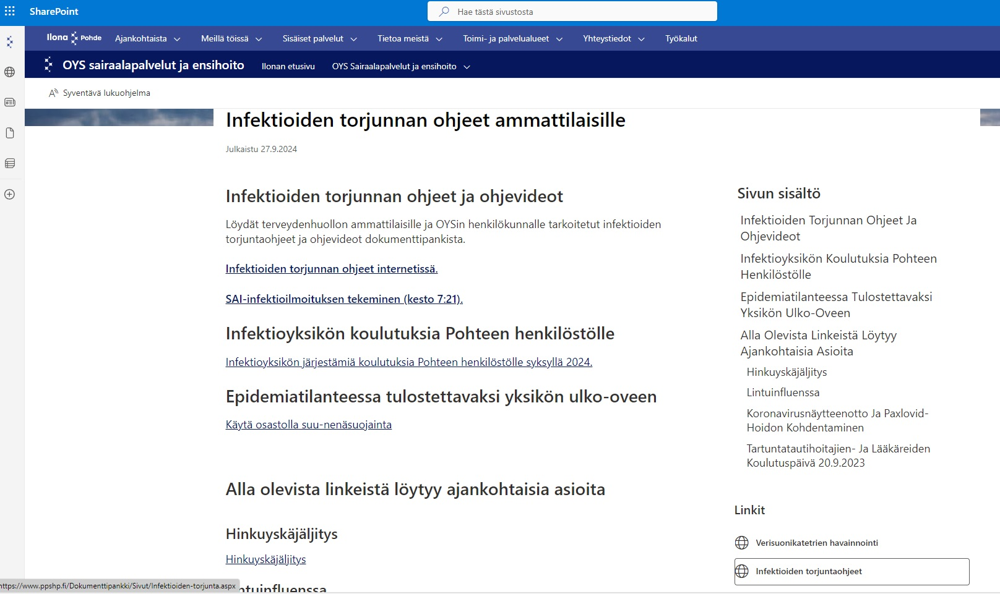 SharePoint
Hae tästä sivustosta
Ilona Pohde
Ajankohtaista
Meillä töissä
Sisäiset palvelut
Tietoa meistä
Toimi- ja palvelualueet
Yhteystiedot
Työkalut
OYS sairaalapalvelut ja ensihoito
Ilonan etusivu
OYS Sairaalapalvelut ja ensihoito
Syventävä lukuohjelma
Infektioiden torjunnan ohjeet ammattilaisille
Julkaistu 27.9.2024
Infektioiden torjunnan ohjeet ja ohjevideot
Löydät terveydenhuollon ammattilaisille ja OYSin henkilökunnalle tarkoitetut infektioiden
torjuntaohjeet ja ohjevideot dokumenttipankista.
Infektioiden torjunnan ohjeet internetissä.
SAI-infektioilmoituksen tekeminen (kesto 7:21).
Infektioyksikön koulutuksia Pohteen henkilöstölle
Infektioyksikön järjestämiä koulutuksia Pohteen henkilöstölle syksyllä 2024.
Epidemiatilanteessa tulostettavaksi yksikön ulko-oveen
Käytä osastolla suu-nenäsuojainta
Alla olevista linkeistä löytyy ajankohtaisia asioita
Hinkuyskäjäljitys
Hinkuyskäjäljitys
ntuinfluenssa
Sivun sisältö
Infektioiden Torjunnan Ohjeet Ja
Ohjevideot
Infektioyksikön Koulutuksia Pohteen
Henkilöstölle
Epidemiatilanteessa Tulostettavaksi
Yksikön Ulko-Oveen
Alla Olevista Linkeistä Löytyy
Ajankohtaisia Asioita
Hinkuyskäjäljitys
Lintuinfluenssa
Koronavirusnäytteenotto Ja Paxlovid-
Hoidon Kohdentaminen
Tartuntatautihoitajien- Ja Lääkäreiden
Koulutuspäivä 20.9.2023
Linkit
Verisuonikatetrien havainnointi
Infektioiden torjuntaohjeet
https://www.ppshp.fi/Dokumenttipankki/Sivut/Infektioiden-torjunta.aspx